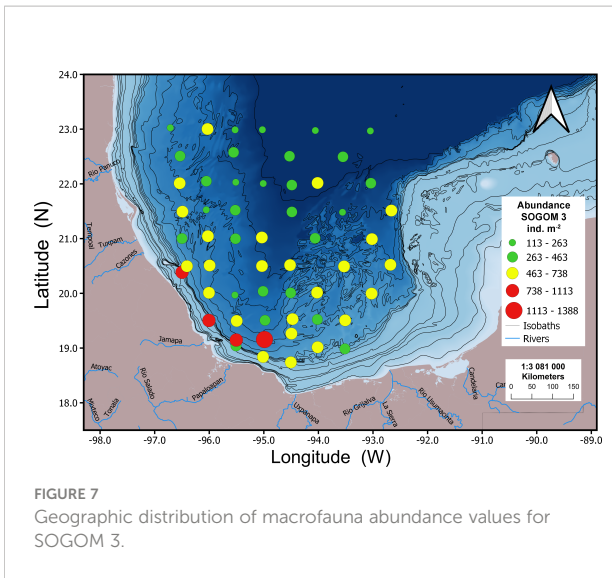 24.0
23.0
22.0
21.0
20.0
19.0
18.0
Latitude (N)
Rio Panuco
Tempoal
Tuxpam
Cazones
Jamapa
Atoyac
Rio Salado
Papaloapan
Mixteco
Tonala
Uspanapa
Rio Grijalva
La Sierra
Rio Usumacinta
Candelaria
Abundance
SOGOM 3
ind. m⁻²
113 - 263
263 - 463
463 - 738
738 - 1113
1113 - 1388
Isobaths
Rivers
1:3 081 000
Kilometers
0 50 100 150
-98.0 -97.0 -96.0 -95.0 -94.0 -93.0 -92.0 -91.0 -90.0 -89.0
Longitude (W)
FIGURE 7
Geographic distribution of macrofauna abundance values for
SOGOM 3.